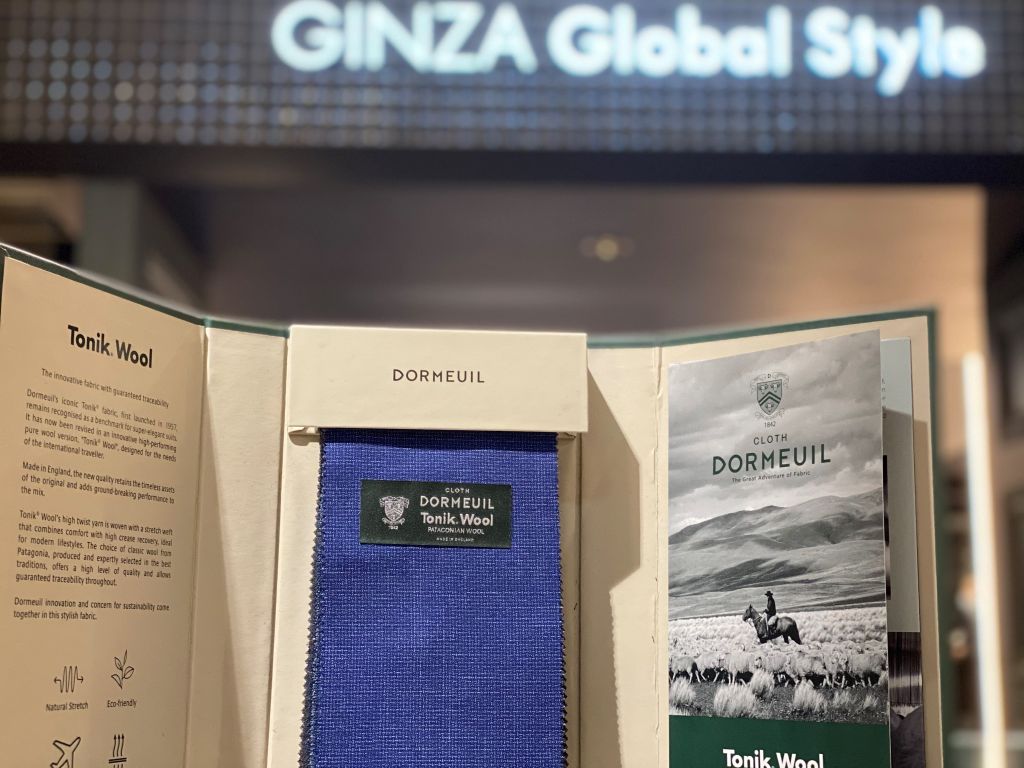 GINZA Global Style
Tonik® Wool
The innovative fabric with guaranteed traceability
Dormeuil's iconic Tonik® fabric, first launched in 1957,
remains recognised as a benchmark for super-elegant suits.
It has now been revised in an innovative high-performing
pure wool version, "Tonik® Wool", designed for the needs
of the international traveller.
Made in England, the new quality retains the timeless assets
of the original and adds ground-breaking performance to
the mix.
Tonik® Wool's high twist yarn is woven with a stretch weft
that combines comfort with high crease recovery, ideal
for modern lifestyles. The choice of classic wool from
Patagonia, produced and expertly selected in the best
traditions, offers a high level of quality and allows
guaranteed traceability throughout.
Dormeuil innovation and concern for sustainability come
together in this stylish fabric.
Natural Stretch
Eco-friendly
DORMEUIL
CLOTH
DORMEUIL
Tonik® Wool
PATAGONIAN WOOL
MADE IN ENGLAND
1842
D
1842
CLOTH
DORMEUIL
The Great Adventure of Fabric
Tonik® Wool